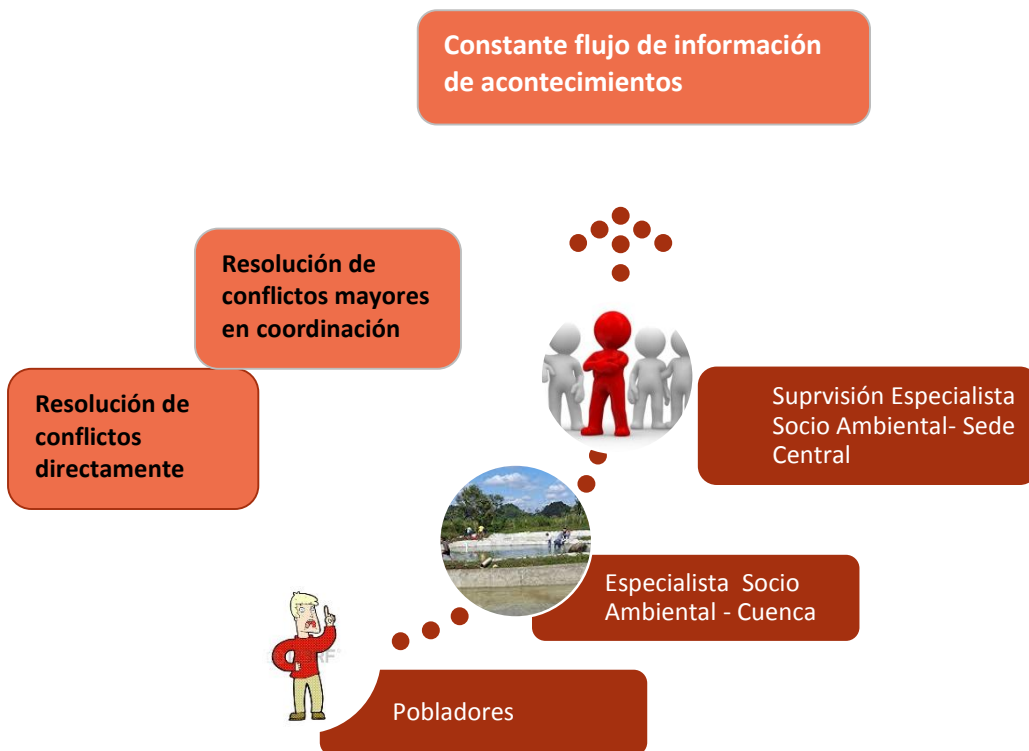 Constante flujo de información
de acontecimientos
Resolución de
conflictos mayores
en coordinación
Resolución de
conflictos
directamente
Suprvisión Especialista
Socio Ambiental- Sede
Central
Especialista Socio
Ambiental - Cuenca
Pobladores